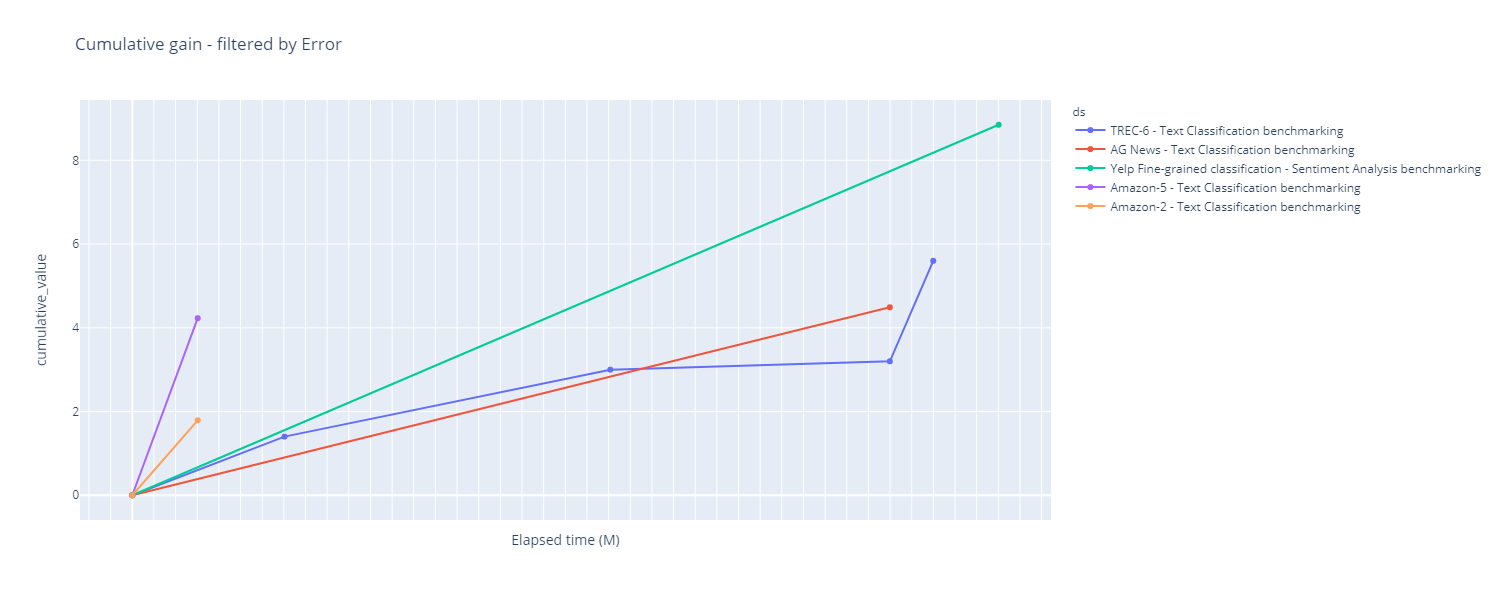 Cumulative gain - filtered by Error
ds
TREC-6 - Text Classification benchmarking
AG News - Text Classification benchmarking
Yelp Fine-grained classification - Sentiment Analysis benchmarking
Amazon-5 - Text Classification benchmarking
Amazon-2 - Text Classification benchmarking
cumulative_value
8
6
4
2
0
Elapsed time (M)